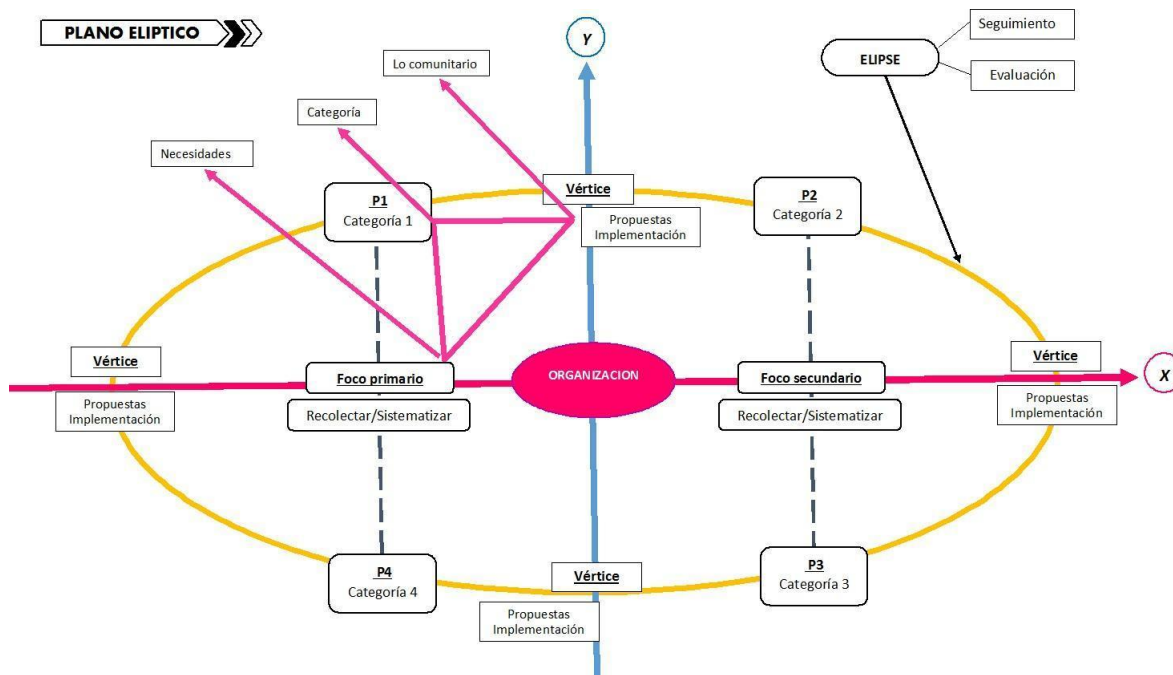 PLANO ELIPTICO
Y
Seguimiento
ELIPSE
Evaluación
Lo comunitario
Categoría
Necesidades
P1
Categoría 1
Vértice
Propuestas
Implementación
P2
Categoría 2
Vértice
Propuestas
Implementación
Foco primario
Recolectar/Sistematizar
ORGANIZACION
Foco secundario
Recolectar/Sistematizar
Vértice
Propuestas
Implementación
X
P4
Categoría 4
Vértice
Propuestas
Implementación
P3
Categoría 3